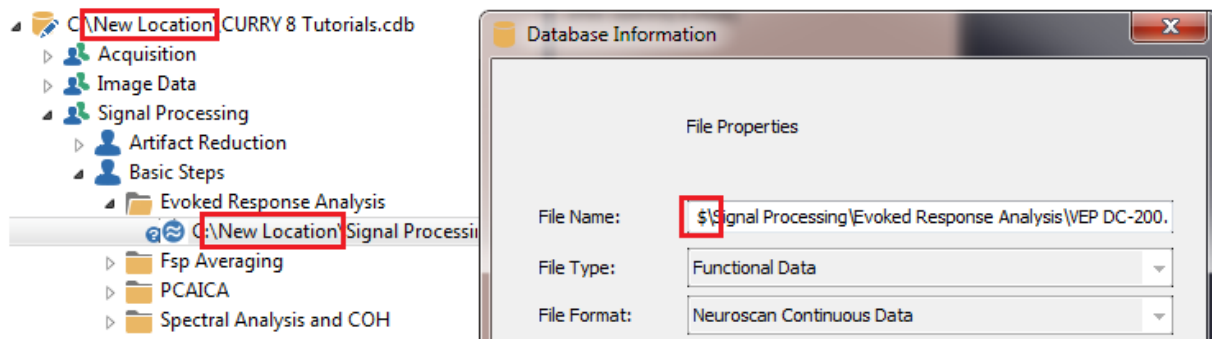 C:\New Location\CURRY 8 Tutorials.cdb
Acquisition
Image Data
Signal Processing
Artifact Reduction
Basic Steps
Evoked Response Analysis
C:\New Location\Signal Processi
Fsp Averaging
PCAICA
Spectral Analysis and COH
Database Information
File Properties
File Name: $\Signal Processing\Evoked Response Analysis\VEP DC-200.
File Type: Functional Data
File Format: Neuroscan Continuous Data